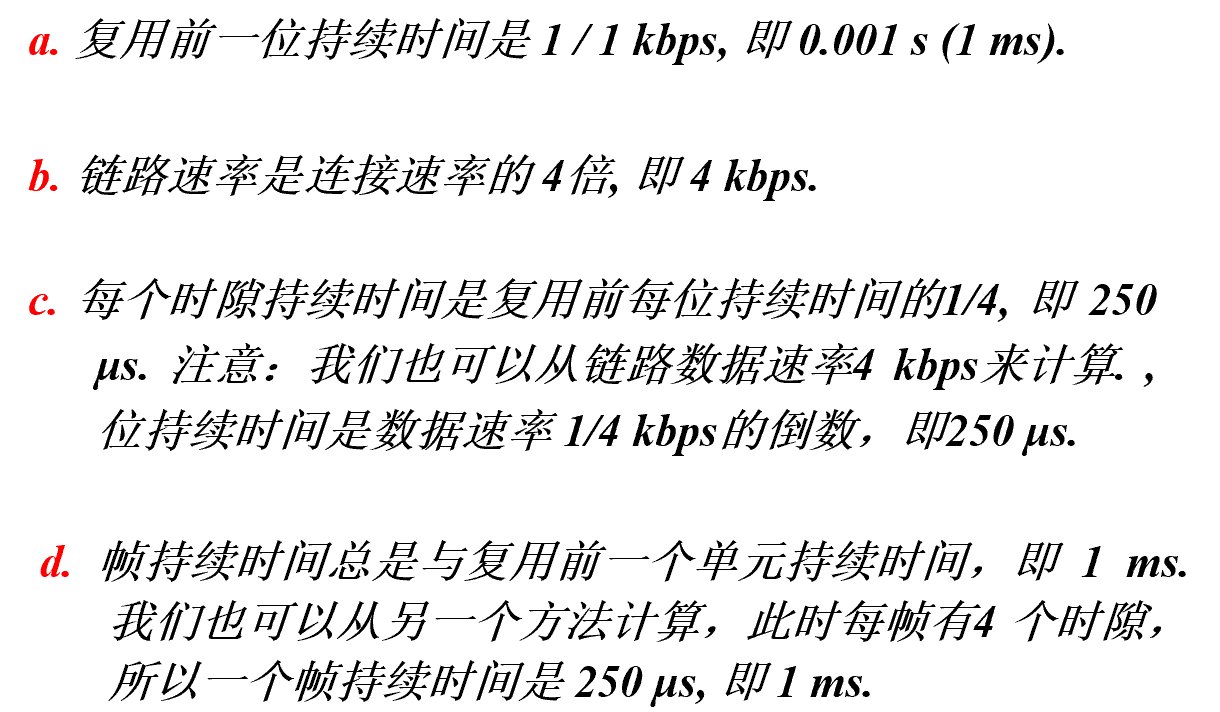 a. 复用前一位持续时间是 1 / 1 kbps, 即 0.001 s (1 ms).
b. 链路速率是连接速率的 4倍, 即 4 kbps.
c. 每个时隙持续时间是复用前每位持续时间的1/4, 即 250
μs. 注意：我们也可以从链路数据速率4 kbps来计算. ,
位持续时间是数据速率 1/4 kbps的倒数，即250 μs.
d. 帧持续时间总是与复用前一个单元持续时间，即 1 ms.
我们也可以从另一个方法计算，此时每帧有4 个时隙，
所以一个帧持续时间是 250 μs, 即 1 ms.